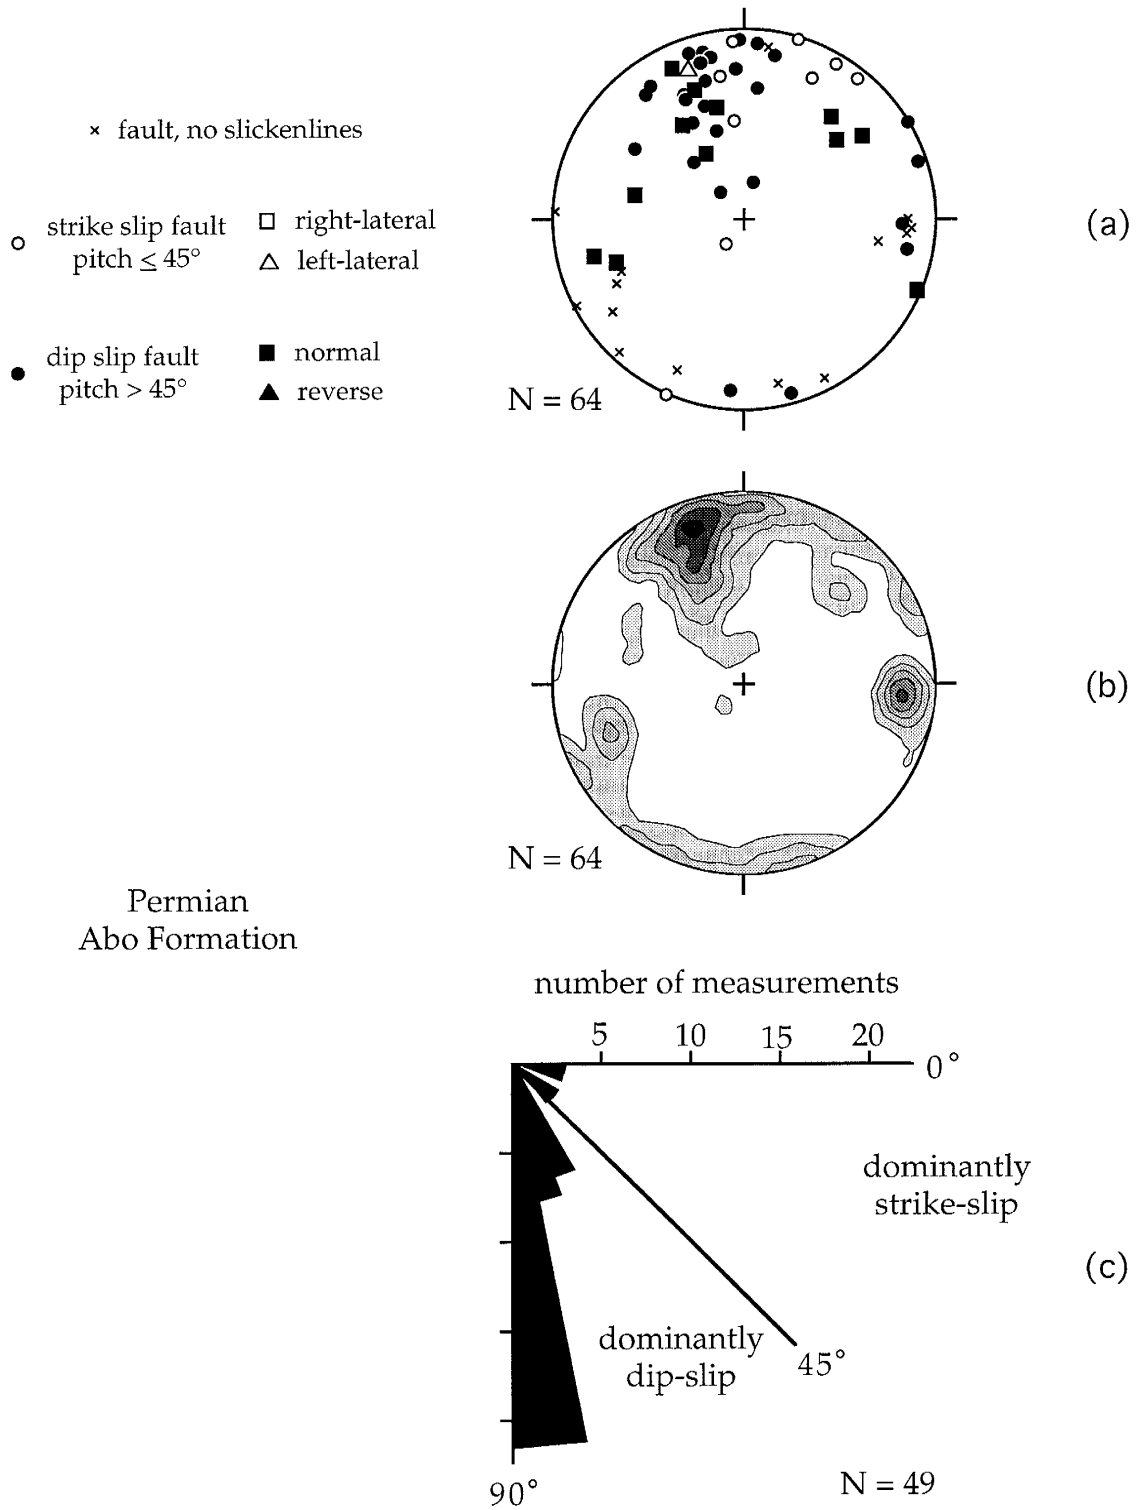 × fault, no slickenlines
strike slip fault
pitch ≤ 45°
right-lateral
left-lateral
dip slip fault
pitch > 45°
normal
reverse
N = 64
(a)
N = 64
(b)
Permian
Abo Formation
number of measurements
5 10 15 20
0°
dominantly
strike-slip
(c)
dominantly
dip-slip
45°
90°
N = 49